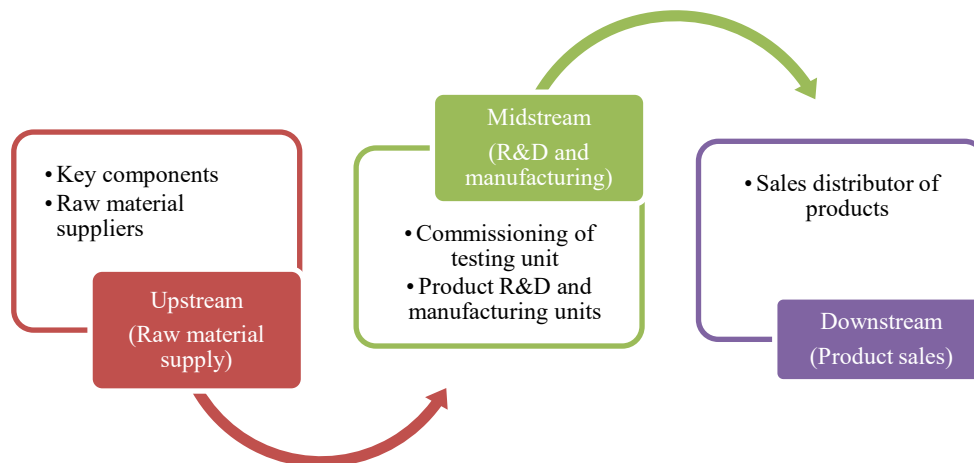 • Key components
• Raw material
suppliers
Upstream
(Raw material
supply)
Midstream
(R&D and
manufacturing)
• Commissioning of
testing unit
• Product R&D and
manufacturing units
• Sales distributor of
products
Downstream
(Product sales)